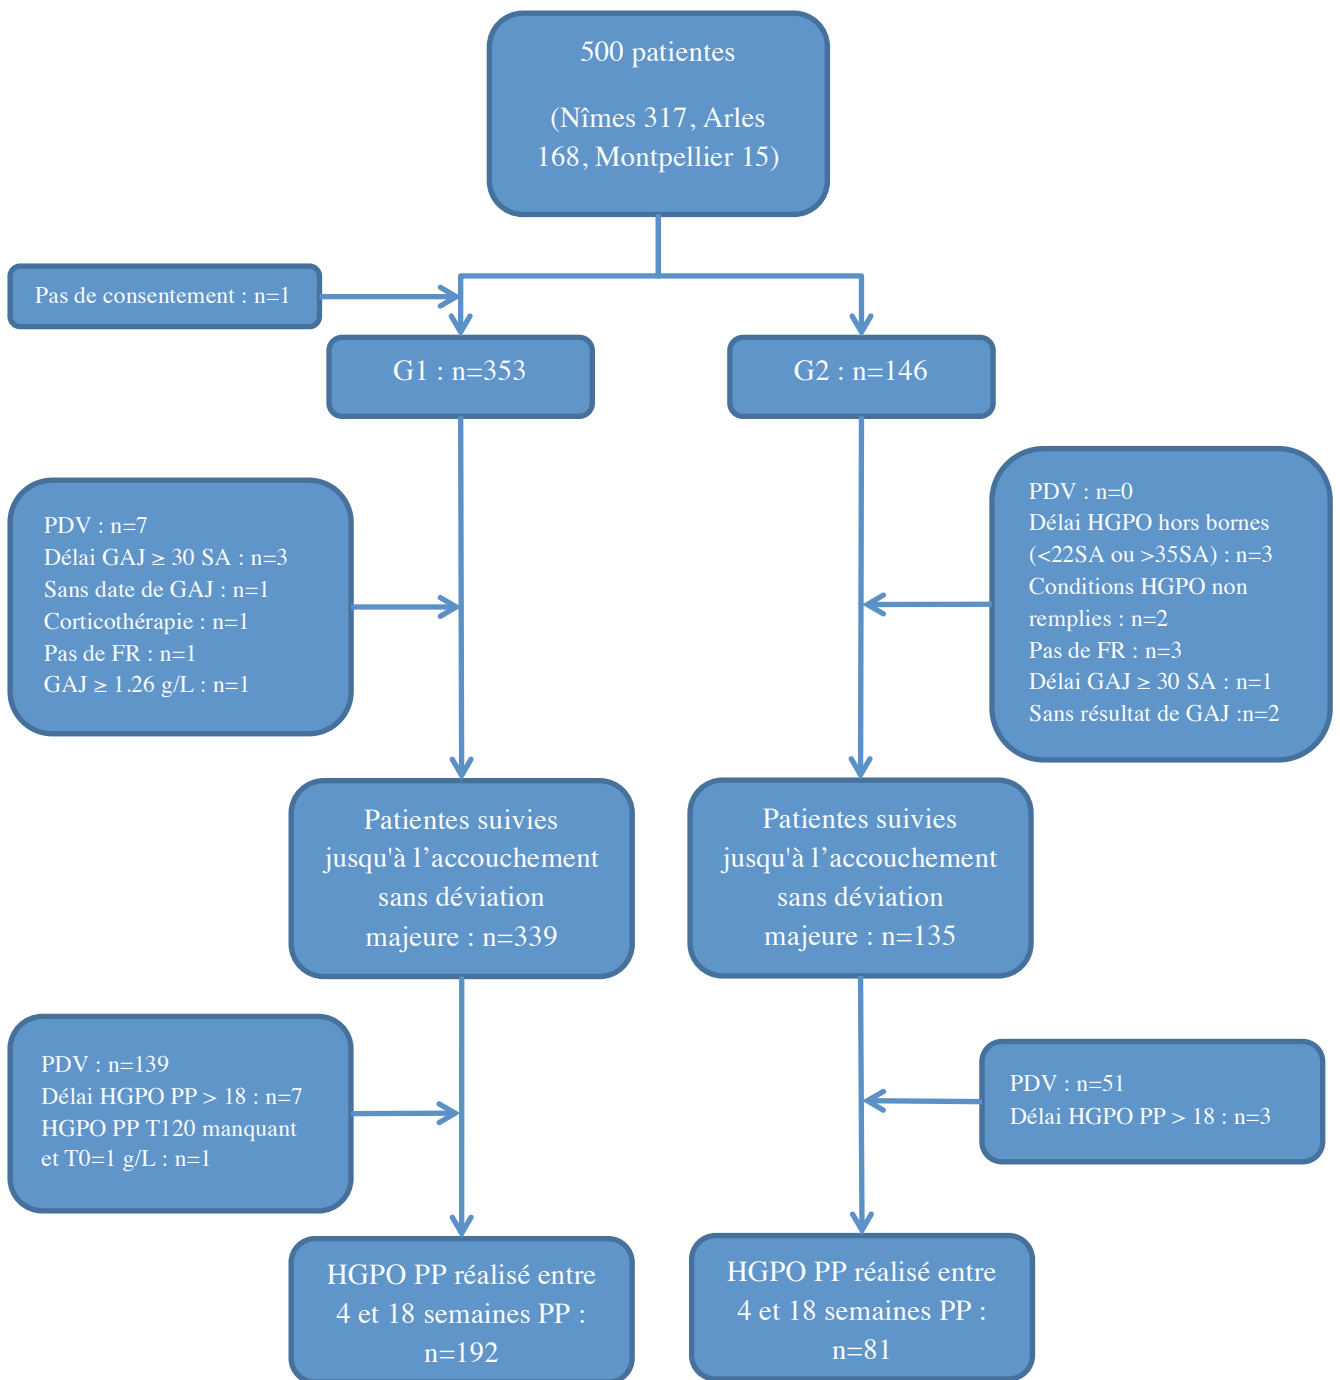 500 patientes
(Nîmes 317, Arles
168, Montpellier 15)
Pas de consentement : n=1
G1 : n=353
G2 : n=146
PDV : n=7
Délai GAJ ≥ 30 SA : n=3
Sans date de GAJ : n=1
Corticothérapie : n=1
Pas de FR : n=1
GAJ ≥ 1.26 g/L : n=1
PDV : n=0
Délai HGPO hors bornes
(<22SA ou >35SA) : n=3
Conditions HGPO non
remplies : n=2
Pas de FR : n=3
Délai GAJ ≥ 30 SA : n=1
Sans résultat de GAJ :n=2
Patientes suivies
jusqu'à l’accouchement
sans déviation
majeure : n=339
Patientes suivies
jusqu'à l’accouchement
sans déviation
majeure : n=135
PDV : n=139
Délai HGPO PP > 18 : n=7
HGPO PP T120 manquant
et T0=1 g/L : n=1
PDV : n=51
Délai HGPO PP > 18 : n=3
HGPO PP réalisé entre
4 et 18 semaines PP :
n=192
HGPO PP réalisé entre
4 et 18 semaines PP :
n=81